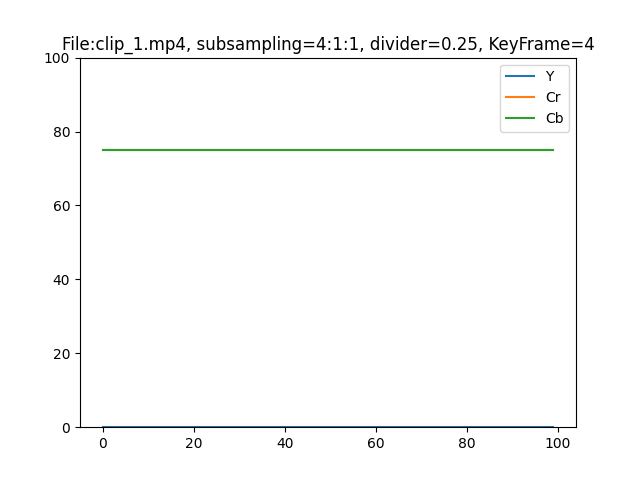 File:clip_1.mp4, subsampling=4:1:1, divider=0.25, KeyFrame=4
100
80
60
40
20
0
Y
Cr
Cb
0 20 40 60 80 100